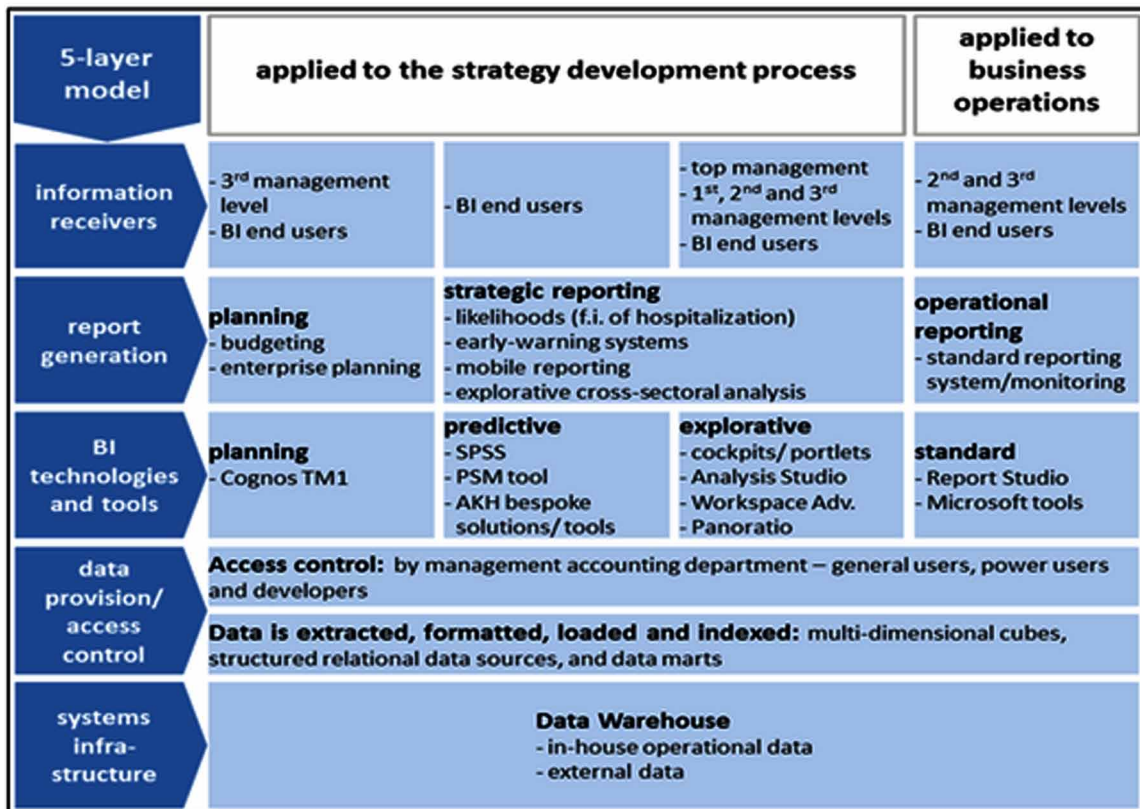 5-layer
model
applied to the strategy development process
applied to
business
operations
information
receivers
- 3rd management
level
- BI end users
- BI end users
- top management
- 1st, 2nd and 3rd
management levels
- BI end users
- 2nd and 3rd
management levels
- BI end users
report
generation
planning
- budgeting
- enterprise planning
strategic reporting
- likelihoods (f.i. of hospitalization)
- early-warning systems
- mobile reporting
- explorative cross-sectoral analysis
operational
reporting
- standard reporting
system/monitoring
BI
technologies
and tools
planning
- Cognos TM1
predictive
- SPSS
- PSM tool
- AKH bespoke
solutions/ tools
explorative
- cockpits/ portlets
- Analysis Studio
- Workspace Adv.
- Panoratio
standard
- Report Studio
- Microsoft tools
data
provision/
access
control
Access control: by management accounting department – general users, power users
and developers
Data is extracted, formatted, loaded and indexed: multi-dimensional cubes,
structured relational data sources, and data marts
systems
infra-
structure
Data Warehouse
- in-house operational data
- external data